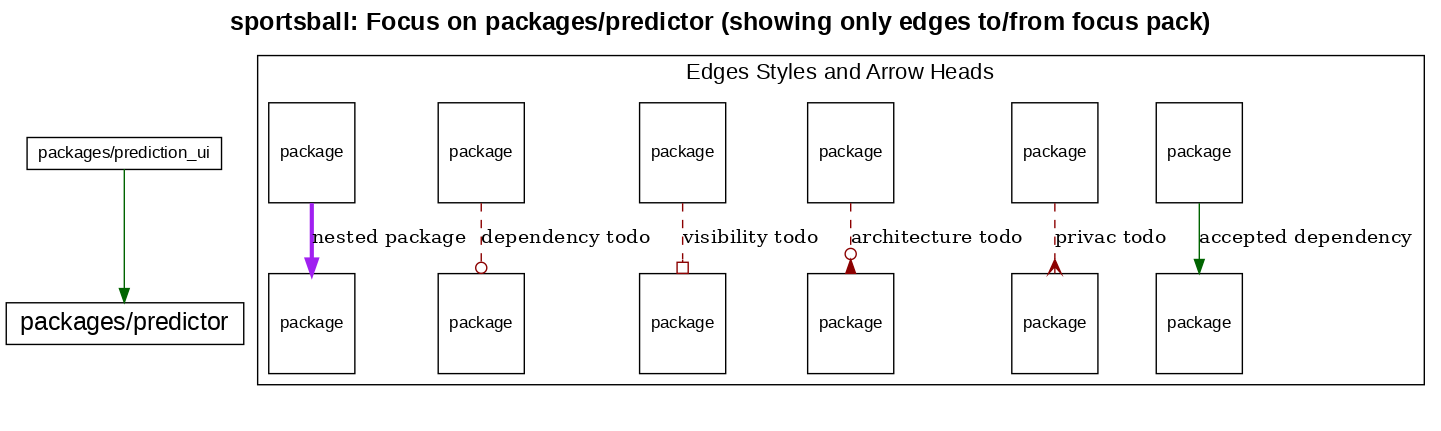 sportsball: Focus on packages/predictor (showing only edges to/from focus pack)
Edges Styles and Arrow Heads
packages/prediction_ui
package package package package package package
nested package dependency todo visibility todo architecture todo privac todo accepted dependency
packages/predictor
package package package package package package